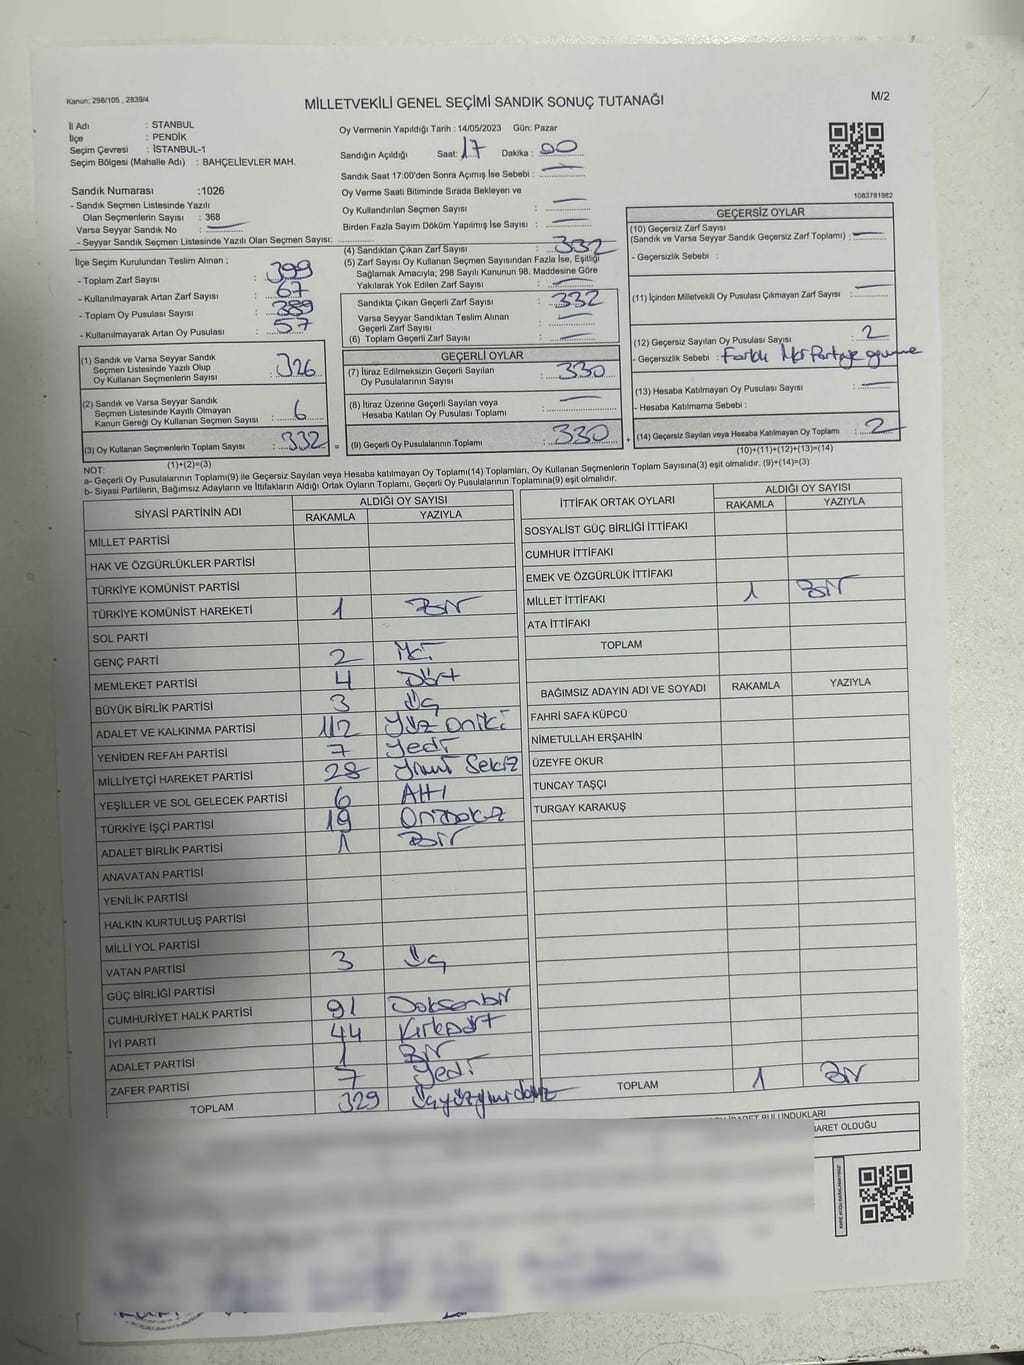 Kanun: 298/105 , 2839/4
M/2
MİLLETVEKİLİ GENEL SEÇİMİ SANDIK SONUÇ TUTANAĞI
İl Adı : STANBUL
İlçe : PENDİK
Seçim Çevresi : İSTANBUL-1
Seçim Bölgesi (Mahalle Adı) : BAHÇELİEVLER MAH.
Sandık Numarası :1026
- Sandık Seçmen Listesinde Yazılı
Olan Seçmenlerin Sayısı : 368
Varsa Seyyar Sandık No :
- Seyyar Sandık Seçmen Listesinde Yazılı Olan Seçmen Sayısı:
Oy Vermenin Yapıldığı Tarih : 14/05/2023 Gün: Pazar
Sandığın Açıldığı Saat: 17 Dakika : 00
Sandık Saat 17:00'den Sonra Açımış İse Sebebi :
Oy Verme Saati Bitiminde Sırada Bekleyen ve
Oy Kullandırılan Seçmen Sayısı
Birden Fazla Sayım Döküm Yapılmış İse Sayısı :
1083781982
İlçe Seçim Kurulundan Teslim Alınan ;
- Toplam Zarf Sayısı : 399
- Kullanılmayarak Artan Zarf Sayısı : 67
- Toplam Oy Pusulası Sayısı : 389
- Kullanılmayarak Artan Oy Pusulası : 57
(1) Sandık ve Varsa Seyyar Sandık
Seçmen Listesinde Yazılı Olup
Oy Kullanan Seçmenlerin Sayısı : 326
(2) Sandık ve Varsa Seyyar Sandık
Seçmen Listesinde Kayıtlı Olmayan
Kanun Gereği Oy Kullanan Seçmen Sayısı : 6
(3) Oy Kullanan Seçmenlerin Toplam Sayısı : 332 =
(1)+(2)=(3)
(4) Sandıktan Çıkan Zarf Sayısı : 332
(5) Zarf Sayısı Oy Kullanan Seçmen Sayısından Fazla İse, Eşitliği
Sağlamak Amacıyla; 298 Sayılı Kanunun 98. Maddesine Göre
Yakılarak Yok Edilen Zarf Sayısı :
Sandıkta Çıkan Geçerli Zarf Sayısı : 332
Varsa Seyyar Sandıktan Teslim Alınan
Geçerli Zarf Sayısı :
(6) Toplam Geçerli Zarf Sayısı :
GEÇERLİ OYLAR
(7) İtiraz Edilmeksizin Geçerli Sayılan
Oy Pusulalarının Sayısı : 330
(8) İtiraz Üzerine Geçerli Sayılan veya
Hesaba Katılan Oy Pusulası Toplamı :
(9) Geçerli Oy Pusulalarının Toplamı : 330 +
GEÇERSİZ OYLAR
(10) Geçersiz Zarf Sayısı
(Sandık ve Varsa Seyyar Sandık Geçersiz Zarf Toplamı) :
- Geçersizlik Sebebi :
(11) İçinden Milletvekili Oy Pusulası Çıkmayan Zarf Sayısı :
(12) Geçersiz Sayılan Oy Pusulası Sayısı : 2
- Geçersizlik Sebebi : Farklı
(13) Hesaba Katılmayan Oy Pusulası Sayısı :
- Hesaba Katılmama Sebebi :
(14) Geçersiz Sayılan veya Hesaba Katılmayan Oy Toplamı : 2
(10)+(11)+(12)+(13)=(14)
NOT:
a- Geçerli Oy Pusulalarının Toplamı(9) ile Geçersiz Sayılan veya Hesaba katılmayan Oy Toplamı(14) Toplamları, Oy Kullanan Seçmenlerin Toplam Sayısına(3) eşit olmalıdır. (9)+(14)=(3)
b- Siyasi Partilerin, Bağımsız Adayların ve İttifakların Aldığı Ortak Oyların Toplamı, Geçerli Oy Pusulalarının Toplamına(9) eşit olmalıdır.
SİYASİ PARTİNİN ADI ALDIĞI OY SAYISI
RAKAMLA YAZIYLA
MİLLET PARTİSİ
HAK VE ÖZGÜRLÜKLER PARTİSİ
TÜRKİYE KOMÜNİST PARTİSİ
TÜRKİYE KOMÜNİST HAREKETİ 1 Bir
SOL PARTİ
GENÇ PARTİ 2 İki
MEMLEKET PARTİSİ 4 Dört
BÜYÜK BİRLİK PARTİSİ 3 Üç
ADALET VE KALKINMA PARTİSİ 112 Yüz oniki
YENİDEN REFAH PARTİSİ 7 Yedi
MİLLİYETÇİ HAREKET PARTİSİ 28 Yirmi Sekiz
YEŞİLLER VE SOL GELECEK PARTİSİ 6 Altı
TÜRKİYE İŞÇİ PARTİSİ 19 Ondokuz
ADALET BİRLİK PARTİSİ 1 Bir
ANAVATAN PARTİSİ
YENİLİK PARTİSİ
HALKIN KURTULUŞ PARTİSİ
MİLLİ YOL PARTİSİ
VATAN PARTİSİ 3 Üç
GÜÇ BİRLİĞİ PARTİSİ
CUMHURİYET HALK PARTİSİ 91 Doksanbir
İYİ PARTİ 44 Kırkdört
ADALET PARTİSİ 1 Bir
ZAFER PARTİSİ 7 Yedi
TOPLAM 329 Üçyüzyirmidokuz
İTTİFAK ORTAK OYLARI ALDIĞI OY SAYISI
RAKAMLA YAZIYLA
SOSYALİST GÜÇ BİRLİĞİ İTTİFAKI
CUMHUR İTTİFAKI
EMEK VE ÖZGÜRLÜK İTTİFAKI
MİLLET İTTİFAKI 1 Bir
ATA İTTİFAKI
TOPLAM
BAĞIMSIZ ADAYIN ADI VE SOYADI RAKAMLA YAZIYLA
FAHRİ SAFA KÜPCÜ
NİMETULLAH ERŞAHİN
ÜZEYFE OKUR
TUNCAY TAŞÇI
TURGAY KARAKUŞ
TOPLAM 1 Bir
BULUNDUKLARI
İBARET OLDUĞU